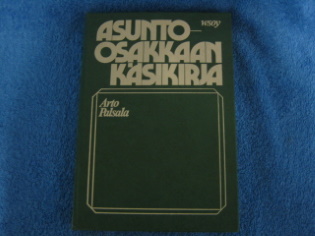 ASUNTO-
wsoy
OSAKKAAN
KÄSIKIRJA
Arto
Palsala